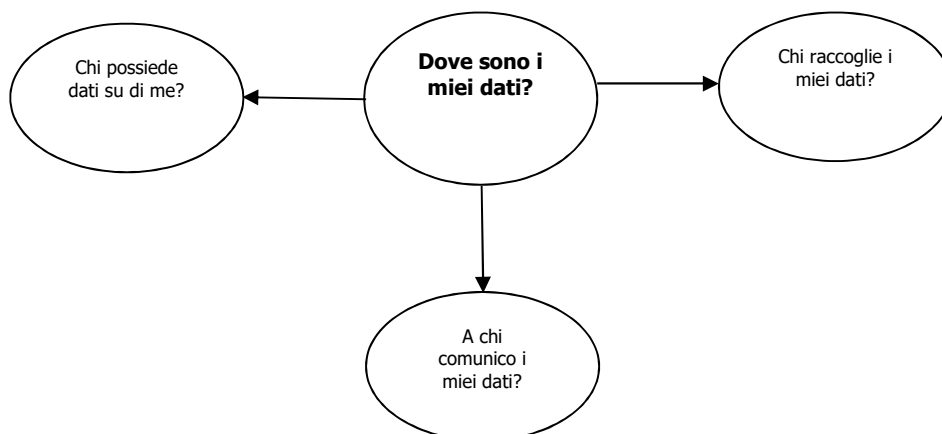 Chi possiede
dati su di me?
Dove sono i
miei dati?
Chi raccoglie i
miei dati?
A chi
comunico i
miei dati?